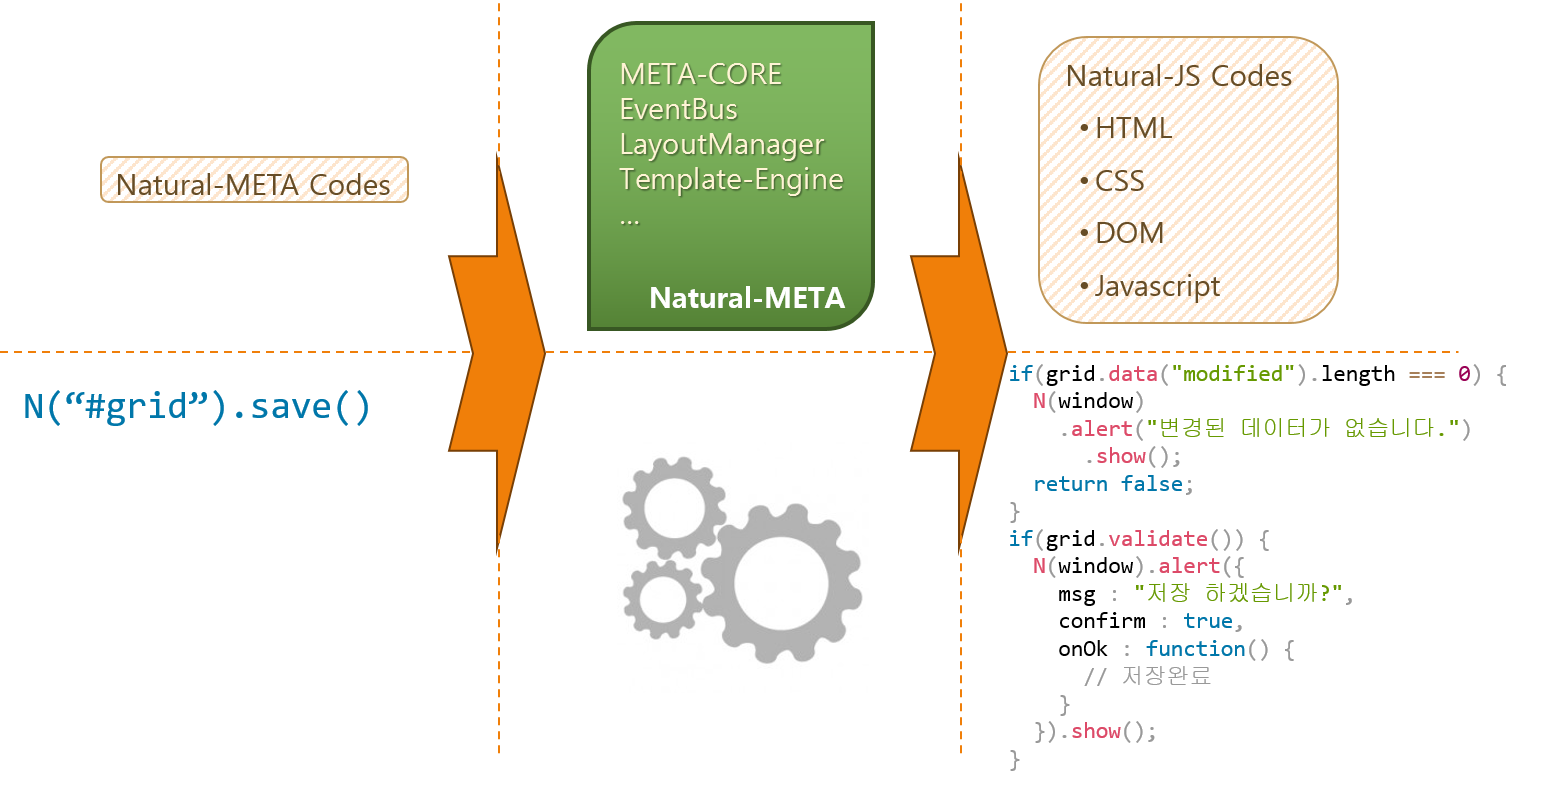 Natural-META Codes
META-CORE
EventBus
LayoutManager
Template-Engine
...
Natural-META
Natural-JS Codes
• HTML
• CSS
• DOM
• Javascript
N(“#grid”).save()
if(grid.data("modified").length === 0) {
  N(window)
    .alert("변경된 데이터가 없습니다.")
      .show();
  return false;
}
if(grid.validate()) {
  N(window).alert({
    msg : "저장 하겠습니까?",
    confirm : true,
    onOk : function() {
      // 저장완료
    }
  }).show();
}